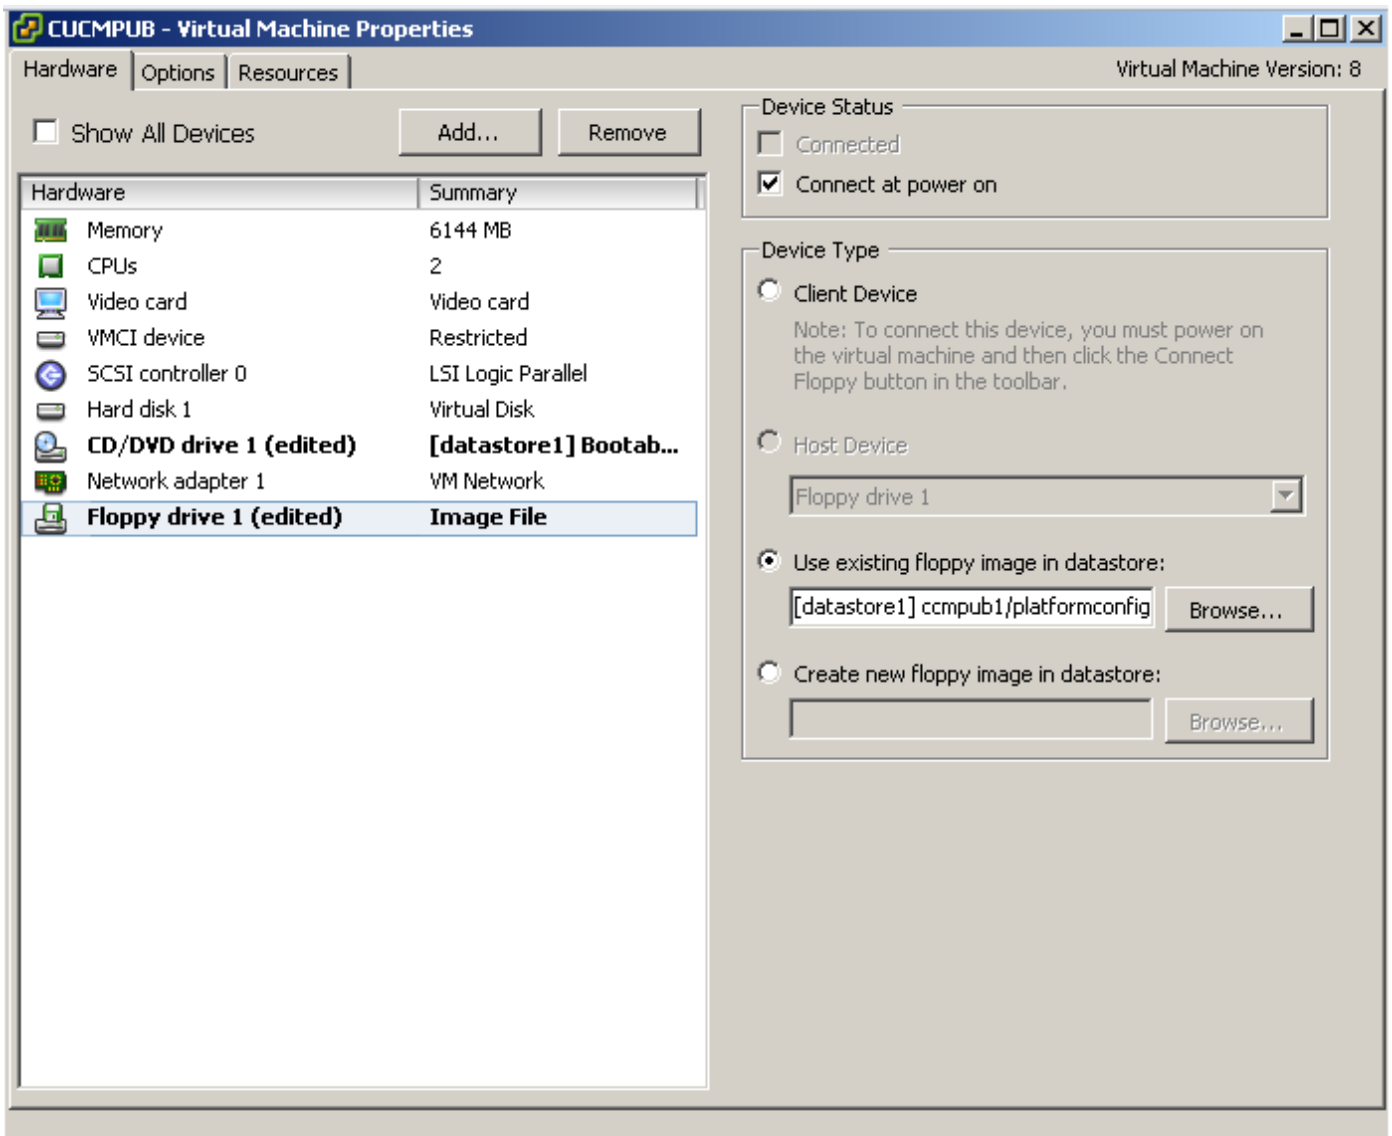 CUCMPUB - Virtual Machine Properties
Hardware Options Resources Virtual Machine Version: 8
Show All Devices Add... Remove
Hardware Summary
Memory 6144 MB
CPUs 2
Video card Video card
VMCI device Restricted
SCSI controller 0 LSI Logic Parallel
Hard disk 1 Virtual Disk
CD/DVD drive 1 (edited) [datastore1] Bootab...
Network adapter 1 VM Network
Floppy drive 1 (edited) Image File
Device Status
Connected
Connect at power on
Device Type
Client Device
Note: To connect this device, you must power on
the virtual machine and then click the Connect
Floppy button in the toolbar.
Host Device
Floppy drive 1
Use existing floppy image in datastore:
[datastore1] ccmpub1/platformconfig Browse...
Create new floppy image in datastore:
Browse...